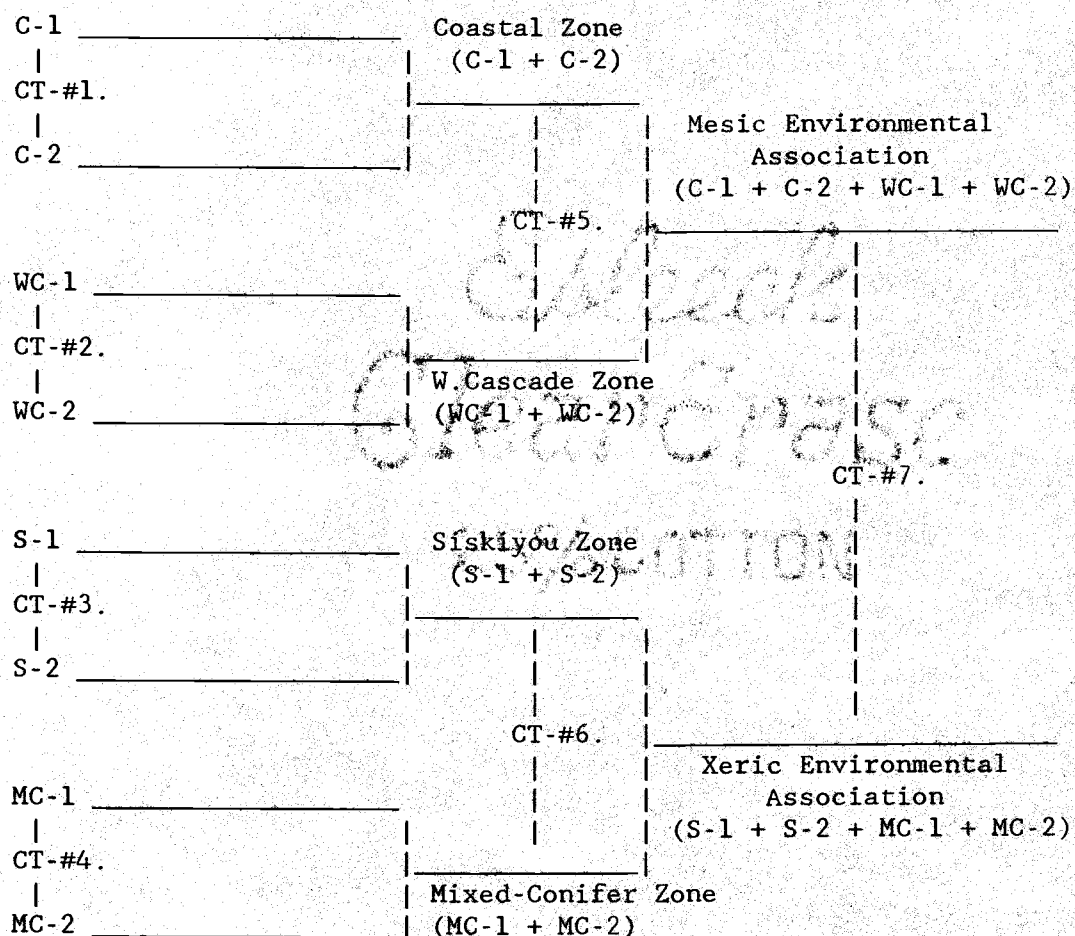 C-1
Coastal Zone
(C-1 + C-2)
CT-#1.
Mesic Environmental
Association
C-2
(C-1 + C-2 + WC-1 + WC-2)
CT-#5.
WC-1
CT-#2.
W.Cascade Zone
WC-2
(WC-1 + WC-2)
CT-#7.
S-1
Siskiyou Zone
(S-1 + S-2)
CT-#3.
S-2
CT-#6.
Xeric Environmental
MC-1
Association
(S-1 + S-2 + MC-1 + MC-2)
CT-#4.
Mixed-Conifer Zone
MC-2
(MC-1 + MC-2)